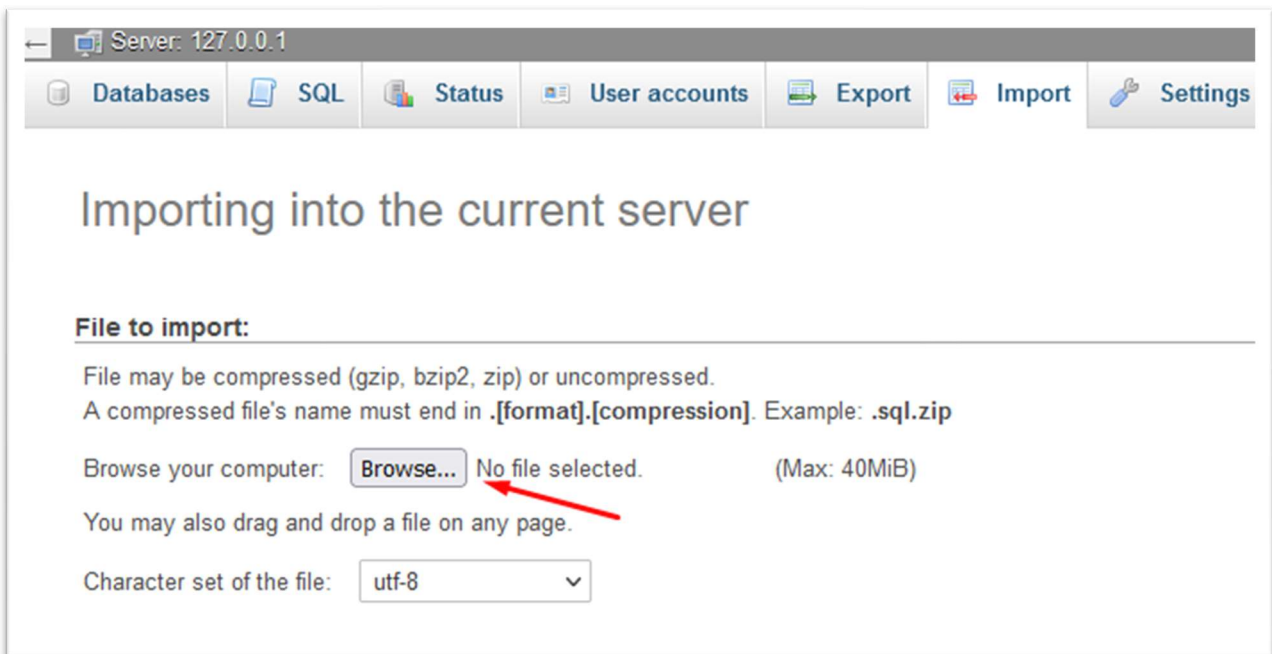 Server: 127.0.0.1
Databases SQL Status User accounts Export Import Settings
Importing into the current server
File to import:
File may be compressed (gzip, bzip2, zip) or uncompressed.
A compressed file's name must end in .[format].[compression]. Example: .sql.zip
Browse your computer: Browse... No file selected. (Max: 40MiB)
You may also drag and drop a file on any page.
Character set of the file: utf-8